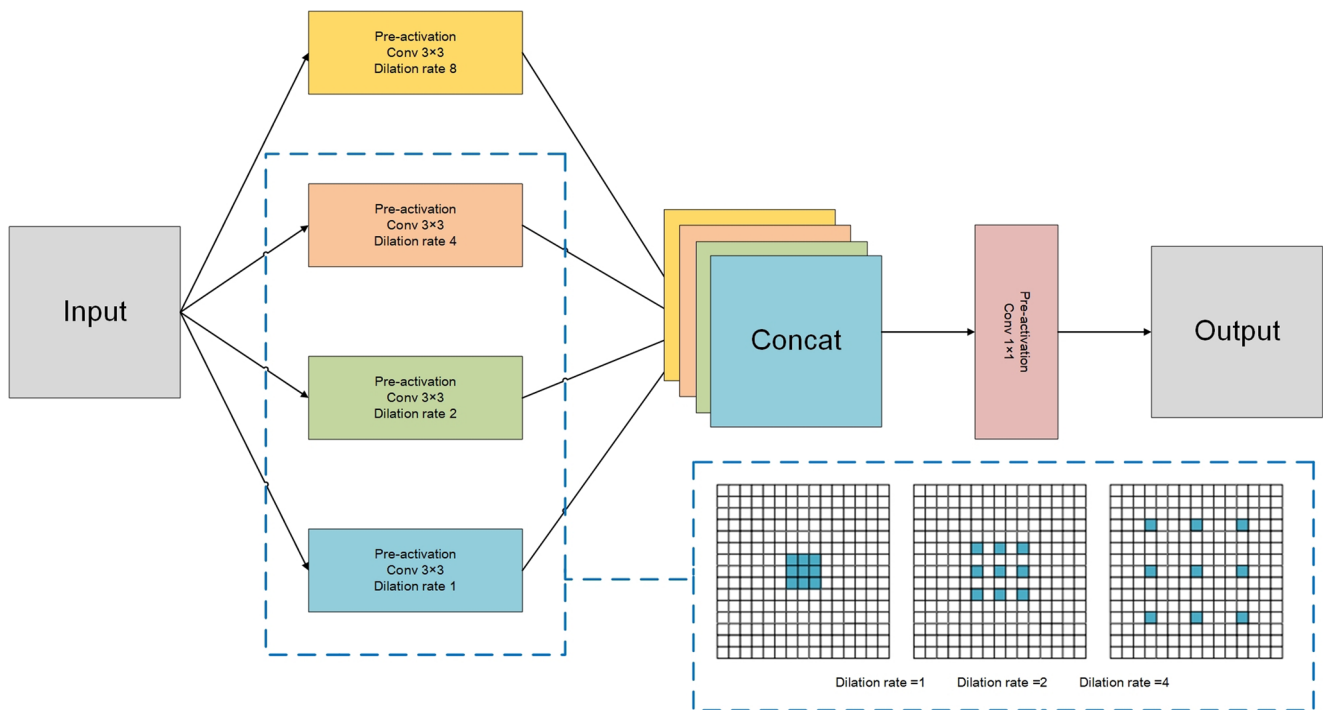 Pre-activation
Conv 3×3
Dilation rate 8
Pre-activation
Conv 3×3
Dilation rate 4
Input
Pre-activation
Conv 3×3
Dilation rate 2
Pre-activation
Conv 3×3
Dilation rate 1
Concat
Pre-activation
Conv 1×1
Output
Dilation rate =1
Dilation rate =2
Dilation rate =4